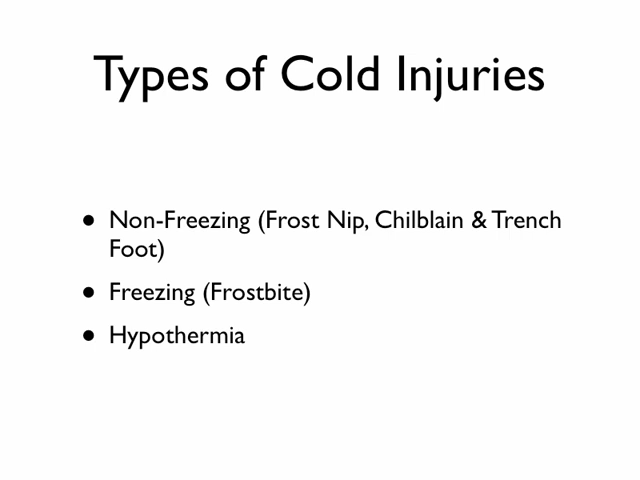 Types of Cold Injuries
• Non-Freezing (Frost Nip, Chilblain & Trench
Foot)
• Freezing (Frostbite)
• Hypothermia